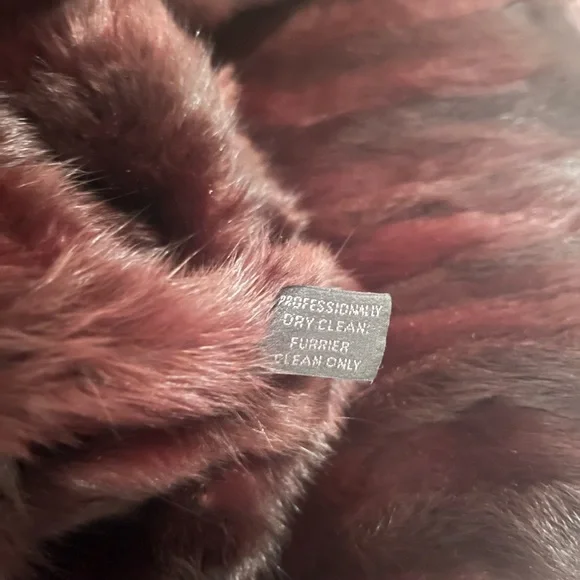 PROFESSIONALLY
DRY CLEAN:
FURRIER
CLEAN ONLY